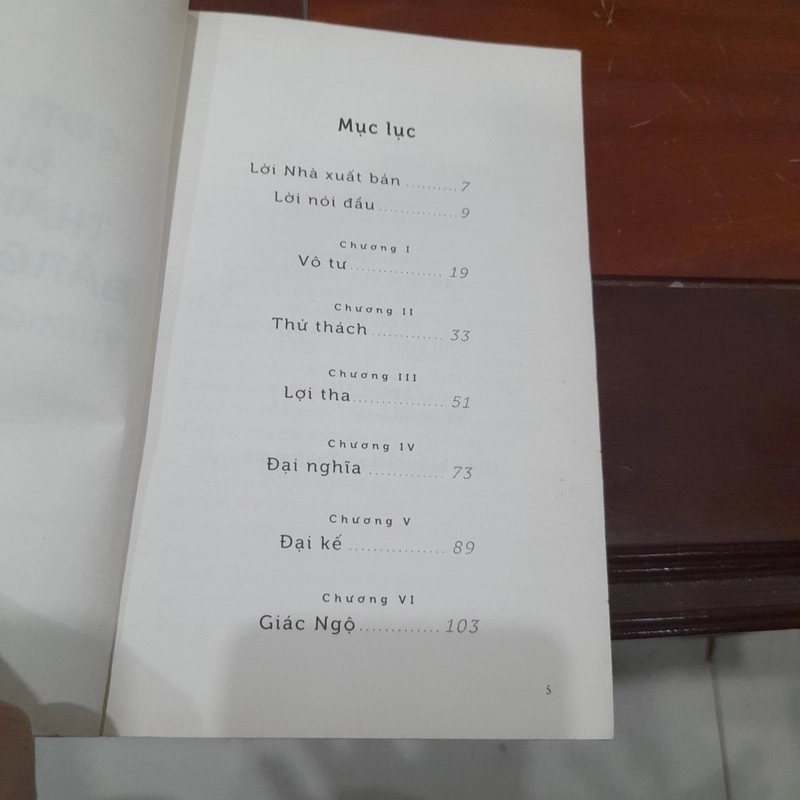 Mục lục
Lời Nhà xuất bản .......... 7
Lời nói đầu ............... 9
Chương I
Vô tư .................. 19
Chương II
Thử thách ............. 33
Chương III
Lợi tha ................. 51
Chương IV
Đại nghĩa .............. 73
Chương V
Đại kế .................. 89
Chương VI
Giác Ngộ .............. 103
5